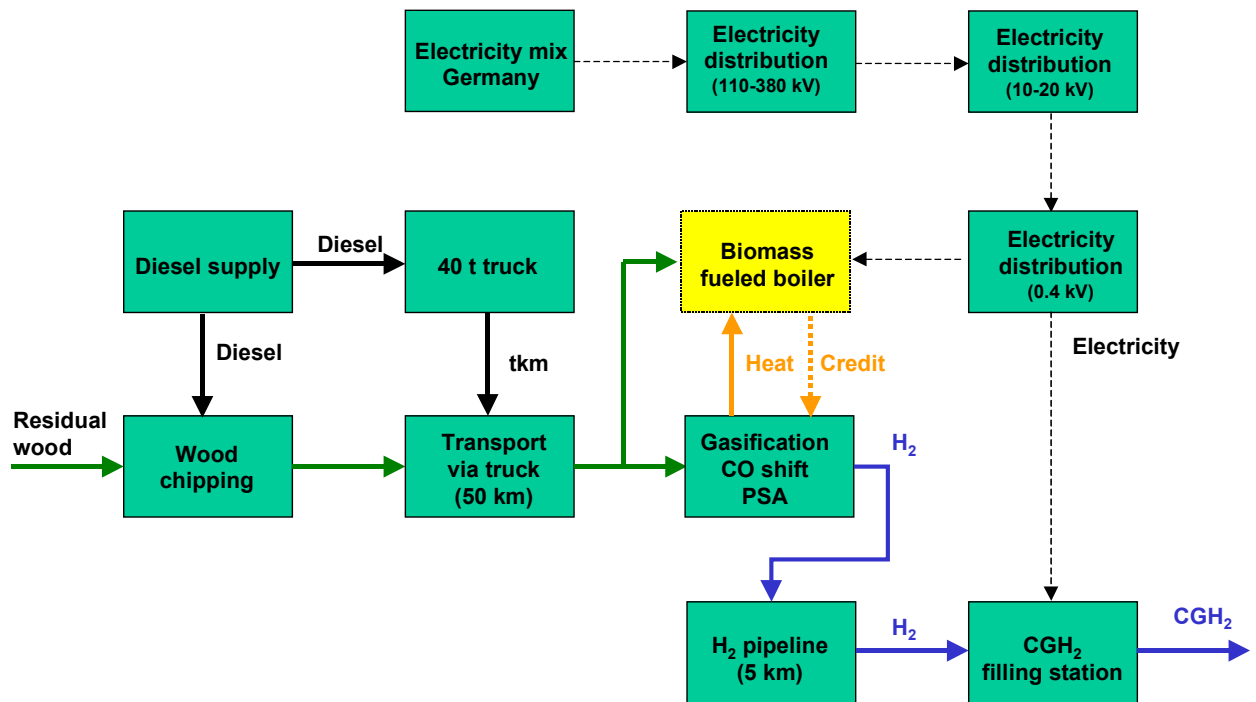 Electricity mix
Germany
Electricity
distribution
(110-380 kV)
Electricity
distribution
(10-20 kV)
Diesel supply
Diesel
40 t truck
Biomass
fueled boiler
Electricity
distribution
(0.4 kV)
Diesel
tkm
Heat
Credit
Electricity
Residual
wood
Wood
chipping
Transport
via truck
(50 km)
Gasification
CO shift
PSA
H₂
H₂ pipeline
(5 km)
H₂
CGH₂
filling station
CGH₂